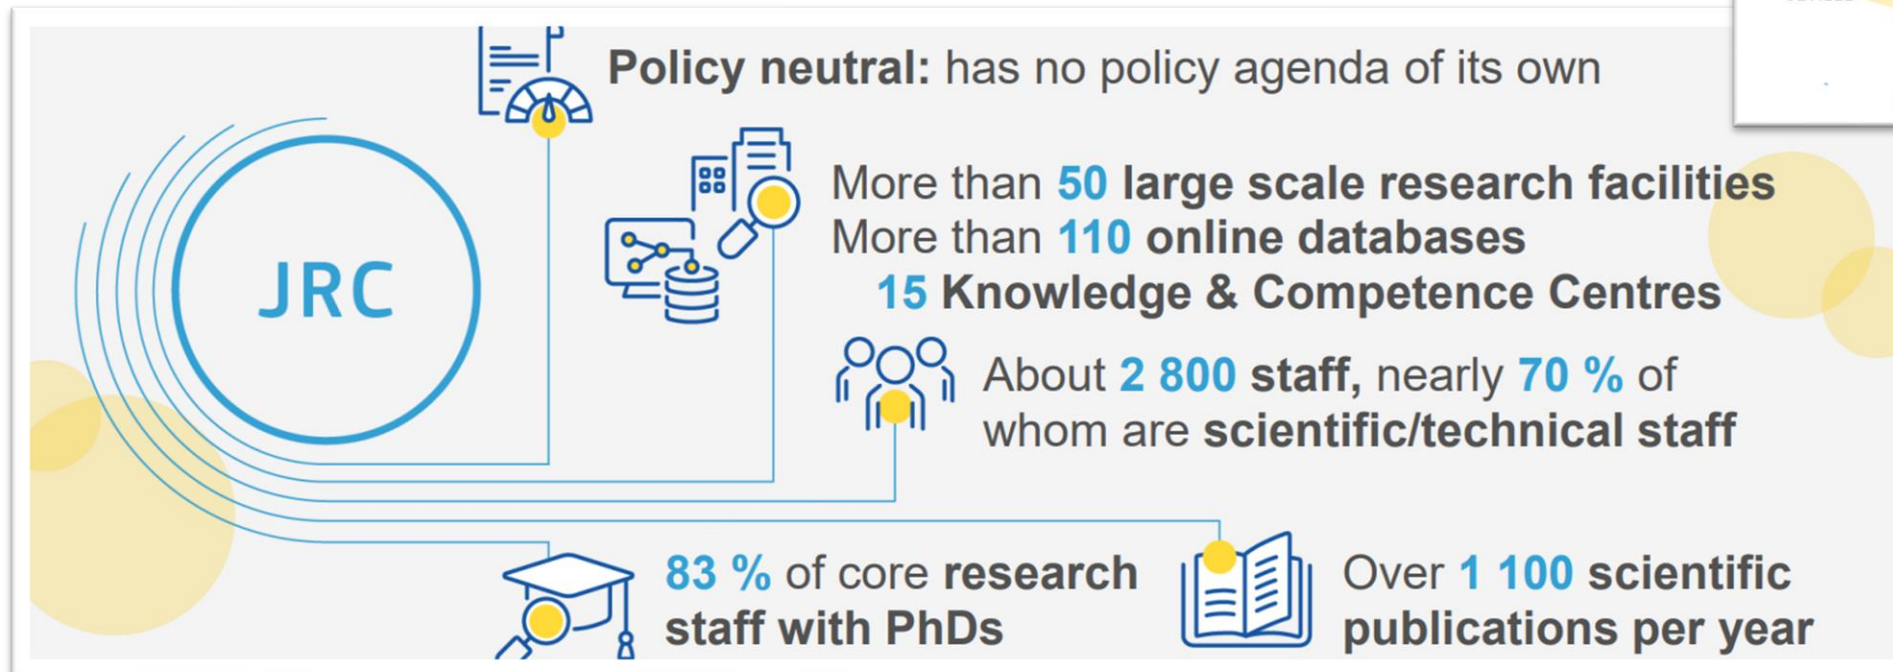 Policy neutral: has no policy agenda of its own
More than 50 large scale research facilities
More than 110 online databases
15 Knowledge & Competence Centres
JRC
About 2 800 staff, nearly 70 % of
whom are scientific/technical staff
83 % of core research
staff with PhDs
Over 1 100 scientific
publications per year